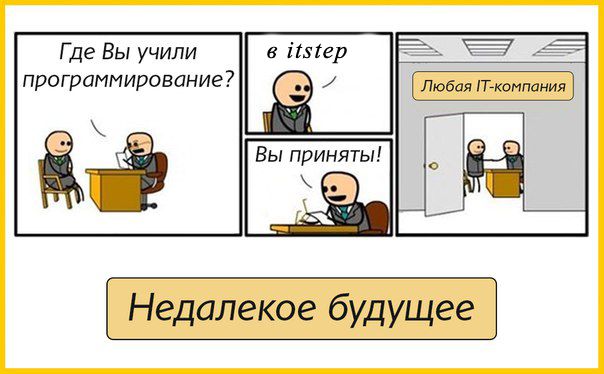 Где Вы учили
программирование?
в itstep
Вы приняты!
Любая IT-компания
Недалекое будущее